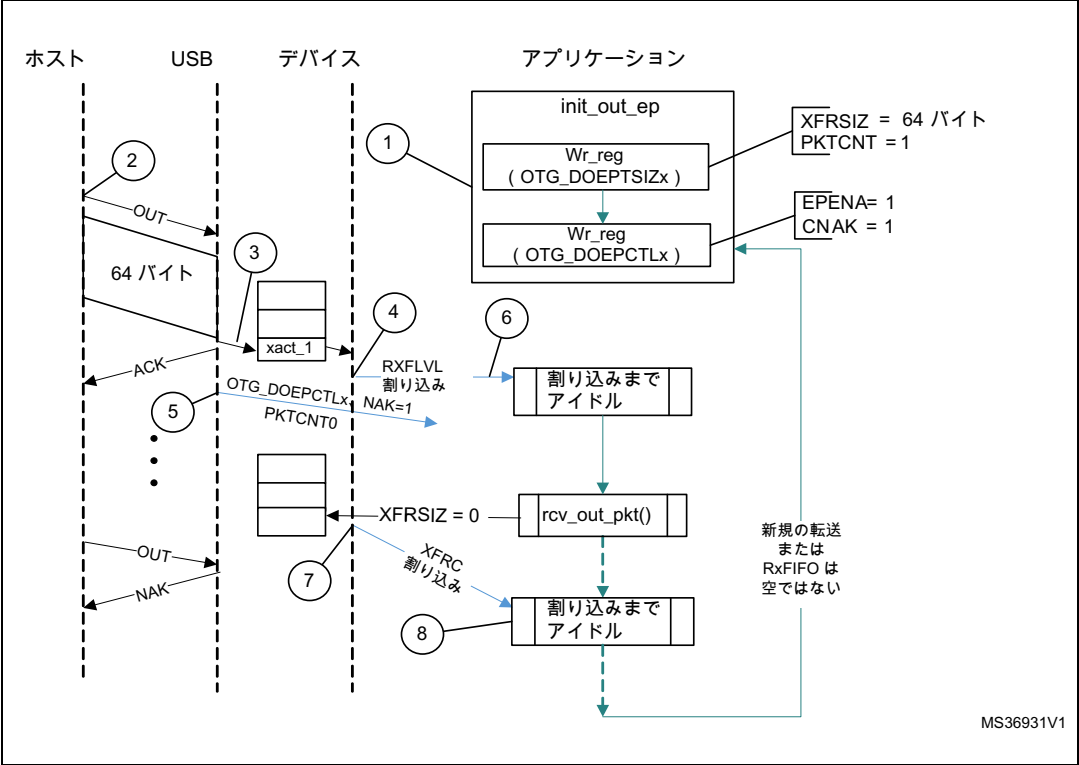 ホスト
USB
デバイス
アプリケーション
init_out_ep
1
Wr_reg
( OTG_DOEPTSIZx )
XFRSIZ = 64 バイト
PKTCNT = 1
Wr_reg
( OTG_DOEPCTLx )
EPENA= 1
CNAK = 1
2
OUT
64 バイト
3
xact_1
ACK
4
RXFLVL
割り込み
6
割り込みまで
アイドル
5
OTG_DOEPCTLx、NAK=1
PKTCNT0
XFRSIZ = 0
rcv_out_pkt()
新規の転送
または
RxFIFO は
空ではない
OUT
NAK
7
XFRC
割り込み
8
割り込みまで
アイドル
MS36931V1